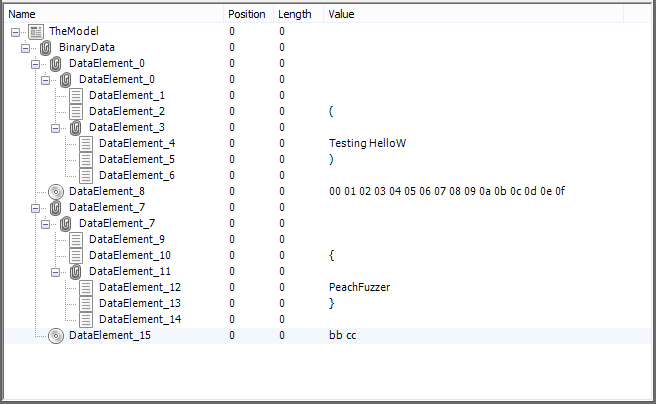 Name Position Length Value
TheModel 0 0
BinaryData 0 0
DataElement_0 0 0
DataElement_0 0 0
DataElement_1 0 0
DataElement_2 0 0 (
DataElement_3 0 0
DataElement_4 0 0 Testing HelloW
DataElement_5 0 0 )
DataElement_6 0 0
DataElement_8 0 0 00 01 02 03 04 05 06 07 08 09 0a 0b 0c 0d 0e 0f
DataElement_7 0 0
DataElement_7 0 0
DataElement_9 0 0
DataElement_10 0 0 {
DataElement_11 0 0
DataElement_12 0 0 PeachFuzzer
DataElement_13 0 0 }
DataElement_14 0 0
DataElement_15 0 0 bb cc